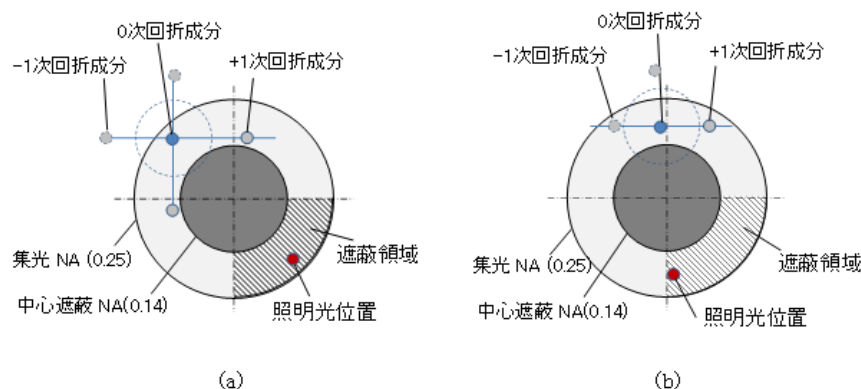 0次回折成分
-1次回折成分
+1次回折成分
集光 NA (0.25)
中心遮蔽 NA(0.14)
遮蔽領域
照明光位置
(a)
0次回折成分
-1次回折成分
+1次回折成分
集光 NA (0.25)
中心遮蔽 NA(0.14)
遮蔽領域
照明光位置
(b)